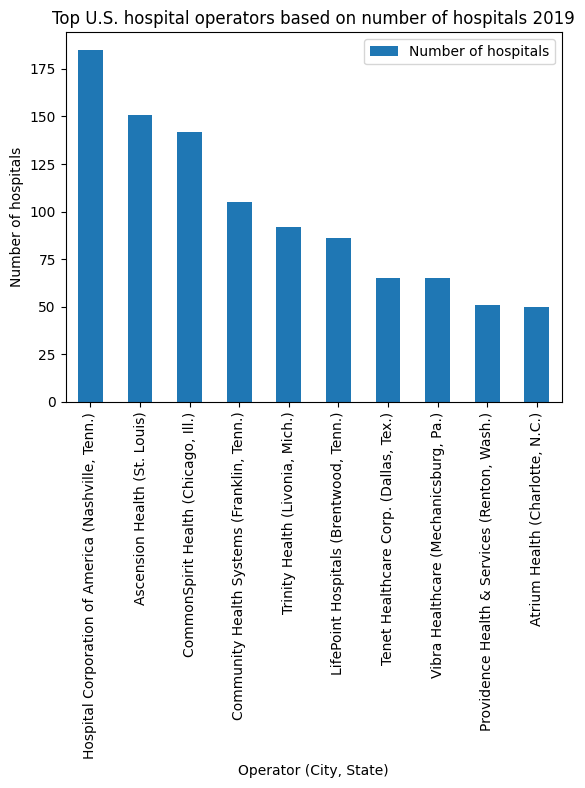 Top U.S. hospital operators based on number of hospitals 2019
Number of hospitals
Number of hospitals
175
150
125
100
75
50
25
0
Hospital Corporation of America (Nashville, Tenn.)
Ascension Health (St. Louis)
CommonSpirit Health (Chicago, Ill.)
Community Health Systems (Franklin, Tenn.)
Trinity Health (Livonia, Mich.)
LifePoint Hospitals (Brentwood, Tenn.)
Tenet Healthcare Corp. (Dallas, Tex.)
Vibra Healthcare (Mechanicsburg, Pa.)
Providence Health & Services (Renton, Wash.)
Atrium Health (Charlotte, N.C.)
Operator (City, State)